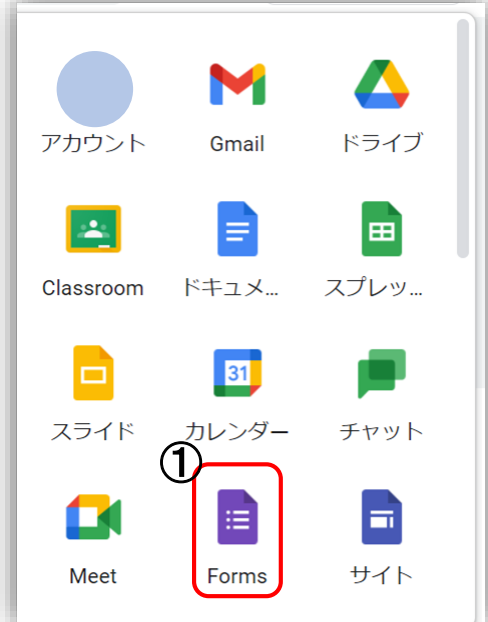 アカウント Gmail ドライブ
Classroom ドキュメ... スプレッ...
31
スライド カレンダー チャット
①
Meet Forms サイト